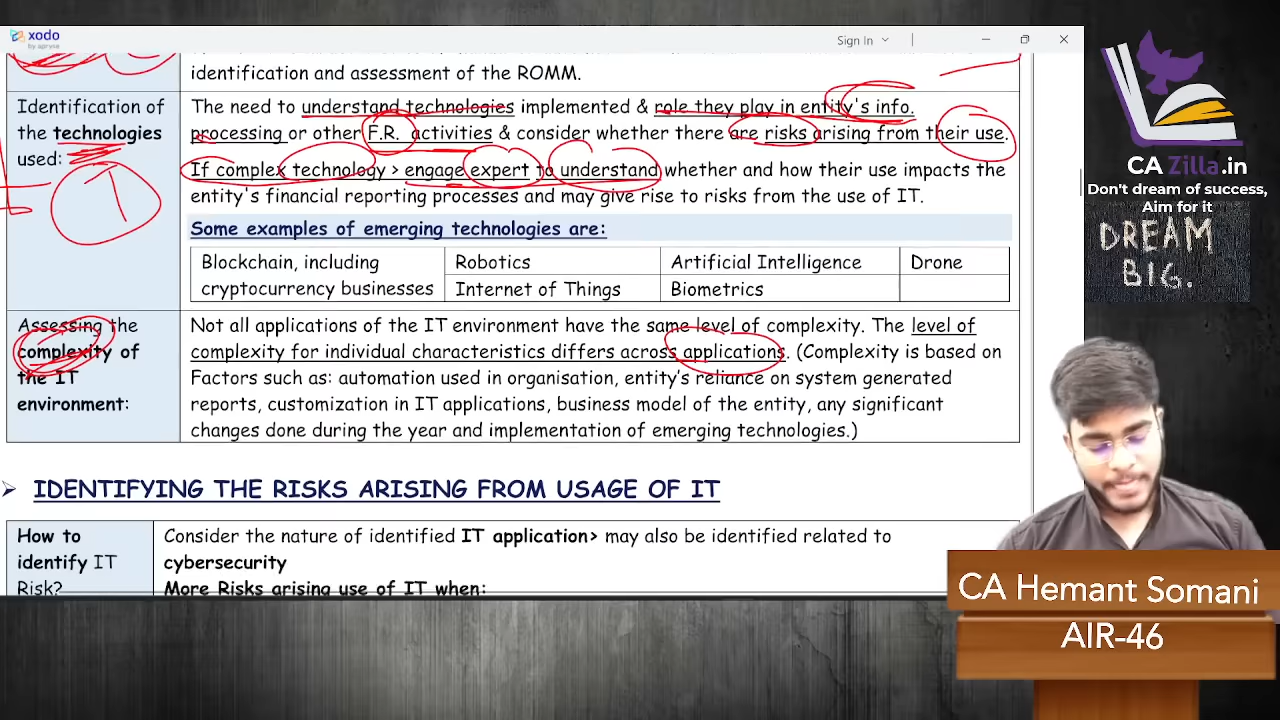 xodo
by apryse
Sign In
identification and assessment of the ROMM.
Identification of
the technologies
used:
The need to understand technologies implemented & role they play in entity's info.
processing or other F.R. activities & consider whether there are risks arising from their use.
If complex technology > engage expert to understand whether and how their use impacts the
entity's financial reporting processes and may give rise to risks from the use of IT.
Some examples of emerging technologies are:
Blockchain, including
cryptocurrency businesses
Robotics
Artificial Intelligence
Drone
Internet of Things
Biometrics
Assessing the
complexity of
the IT
environment:
Not all applications of the IT environment have the same level of complexity. The level of
complexity for individual characteristics differs across applications. (Complexity is based on
Factors such as: automation used in organisation, entity's reliance on system generated
reports, customization in IT applications, business model of the entity, any significant
changes done during the year and implementation of emerging technologies.)
IDENTIFYING THE RISKS ARISING FROM USAGE OF IT
How to
identify IT
Risk?
Consider the nature of identified IT application> may also be identified related to
cybersecurity
More Risks arising use of IT when:
CA Zilla.in
Don't dream of success,
Aim for it
DREAM
BIG.
CA Hemant Somani
AIR-46